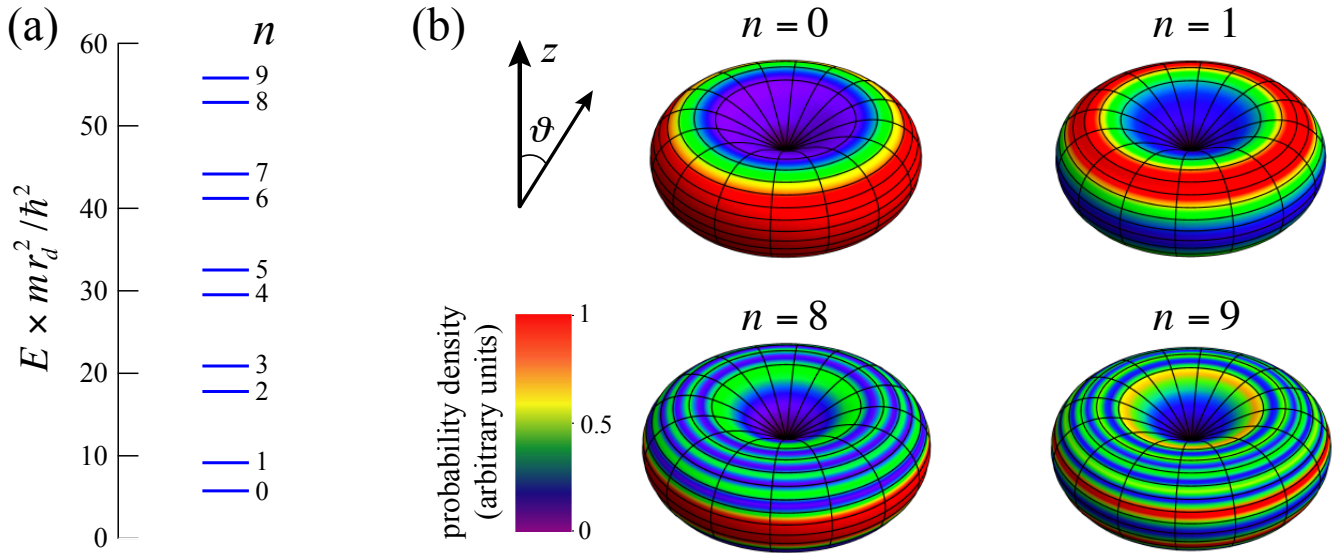 (a)
n
60
50
40
30
20
10
0
E × m r_d^2 / ħ^2
9
8
7
6
5
4
3
2
1
0
(b)
z
ϑ
n = 0
n = 1
n = 8
n = 9
probability density
(arbitrary units)
1
0.5
0